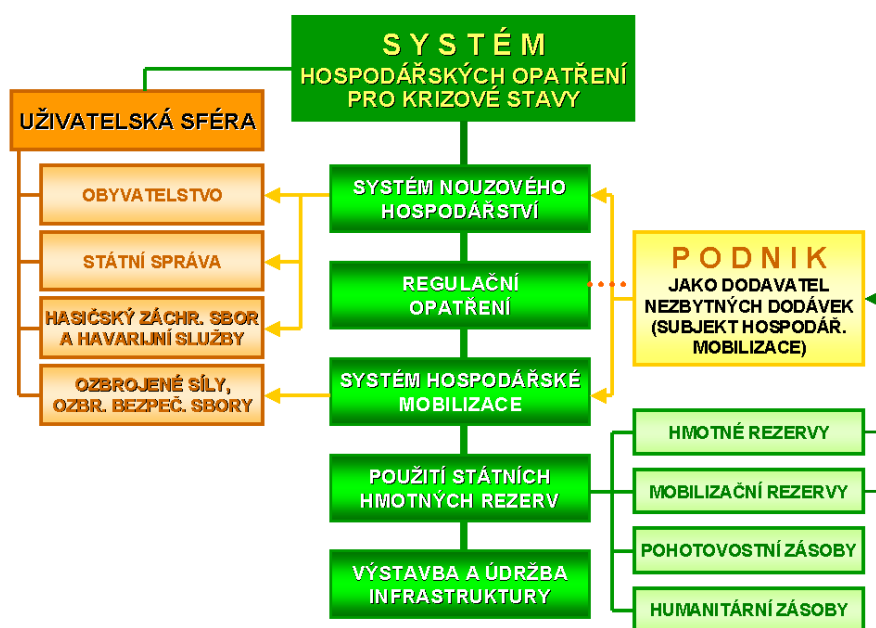 S Y S T É M
HOSPODÁŘSKÝCH OPATŘENÍ
PRO KRIZOVÉ STAVY
UŽIVATELSKÁ SFÉRA
OBYVATELSTVO
STÁTNÍ SPRÁVA
HASIČSKÝ ZÁCHR. SBOR
A HAVARIJNÍ SLUŽBY
OZBROJENÉ SÍLY,
OZBR. BEZPEČ. SBORY
SYSTÉM NOUZOVÉHO
HOSPODÁŘSTVÍ
REGULAČNÍ
OPATŘENÍ
SYSTÉM HOSPODÁŘSKÉ
MOBILIZACE
POUŽITÍ STÁTNÍCH
HMOTNÝCH REZERV
VÝSTAVBA A ÚDRŽBA
INFRASTRUKTURY
P O D N I K
JAKO DODAVATEL
NEZBYTNÝCH DODÁVEK
(SUBJEKT HOSPODÁŘ.
MOBILIZACE)
HMOTNÉ REZERVY
MOBILIZAČNÍ REZERVY
POHOTOVOSTNÍ ZÁSOBY
HUMANITÁRNÍ ZÁSOBY